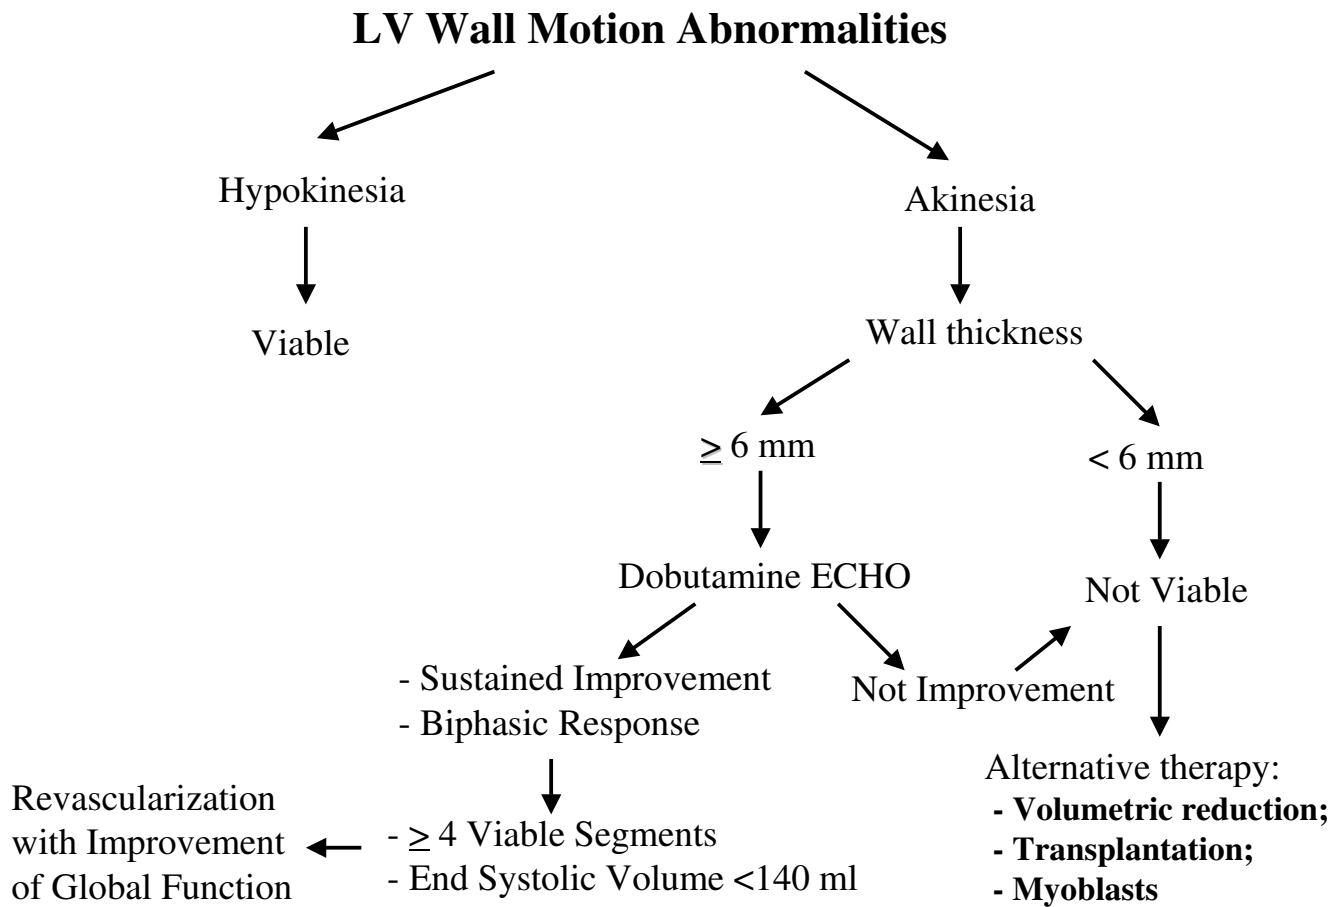 LV Wall Motion Abnormalities
Hypokinesia
Akinesia
Viable
Wall thickness
≥ 6 mm
< 6 mm
Dobutamine ECHO
Not Viable
- Sustained Improvement
- Biphasic Response
Not Improvement
Alternative therapy:
- Volumetric reduction;
- Transplantation;
- Myoblasts
- ≥ 4 Viable Segments
- End Systolic Volume <140 ml
Revascularization
with Improvement
of Global Function